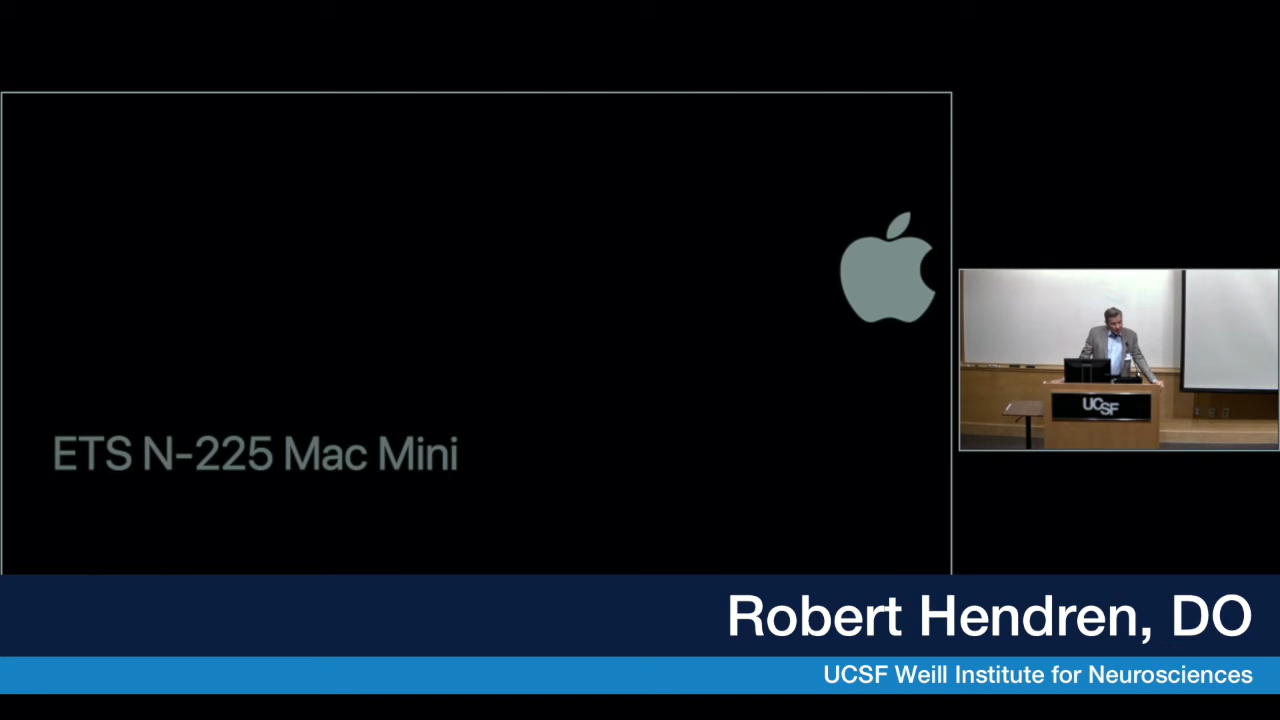 ETS N-225 Mac Mini
UCSF
Robert Hendren, DO
UCSF Weill Institute for Neurosciences